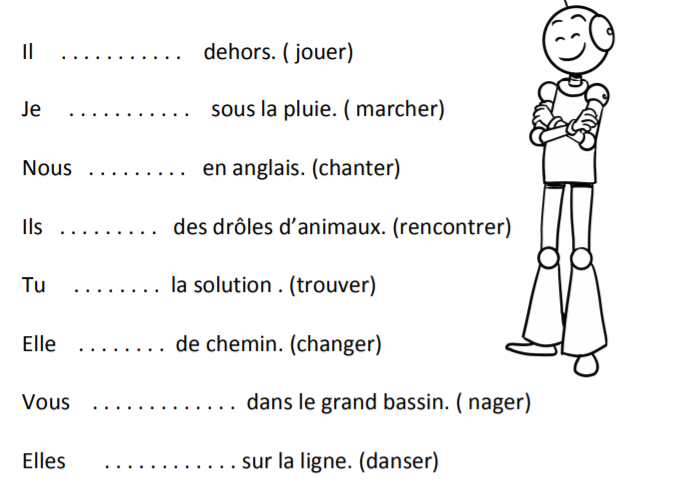 Il . . . . . . . . . . . dehors. ( jouer)
Je . . . . . . . . . . . sous la pluie. ( marcher)
Nous . . . . . . . . . en anglais. (chanter)
Ils . . . . . . . . . des drôles d’animaux. (rencontrer)
Tu . . . . . . . . la solution . (trouver)
Elle . . . . . . . . de chemin. (changer)
Vous . . . . . . . . . . . . . dans le grand bassin. ( nager)
Elles . . . . . . . . . . . . sur la ligne. (danser)